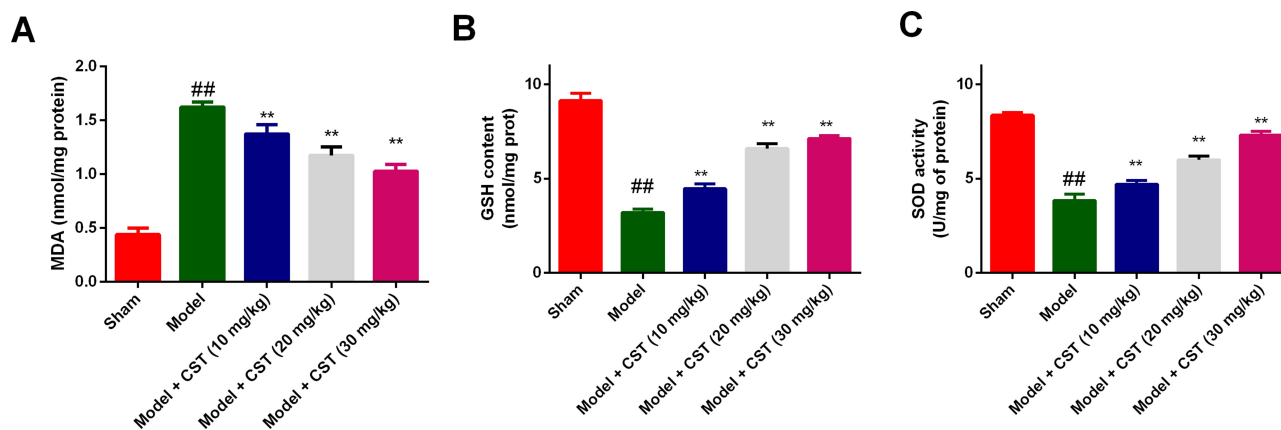 A
MDA (nmol/mg protein)
2.0
1.5
1.0
0.5
0.0
##
**
**
**
Sham
Model
Model + CST (10 mg/kg)
Model + CST (20 mg/kg)
Model + CST (30 mg/kg)
B
GSH content
(nmol/mg prot)
10
5
0
##
**
**
**
Sham
Model
Model + CST (10 mg/kg)
Model + CST (20 mg/kg)
Model + CST (30 mg/kg)
C
SOD activity
(U/mg of protein)
10
5
0
##
**
**
**
Sham
Model
Model + CST (10 mg/kg)
Model + CST (20 mg/kg)
Model + CST (30 mg/kg)